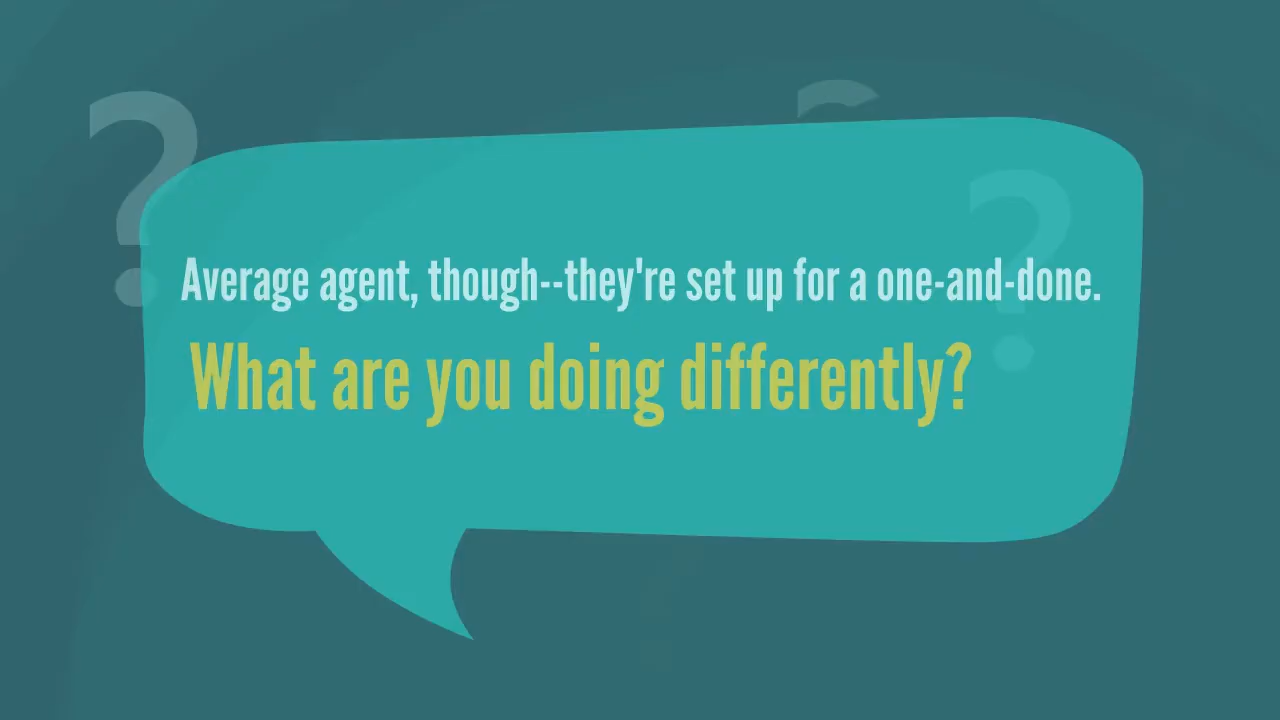 Average agent, though--they're set up for a one-and-done.
What are you doing differently?